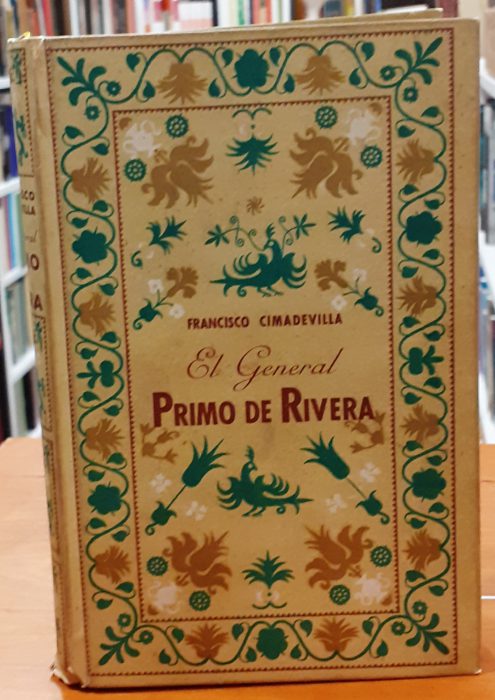 FRANCISCO CIMADEVILLA
El General
PRIMO DE RIVERA